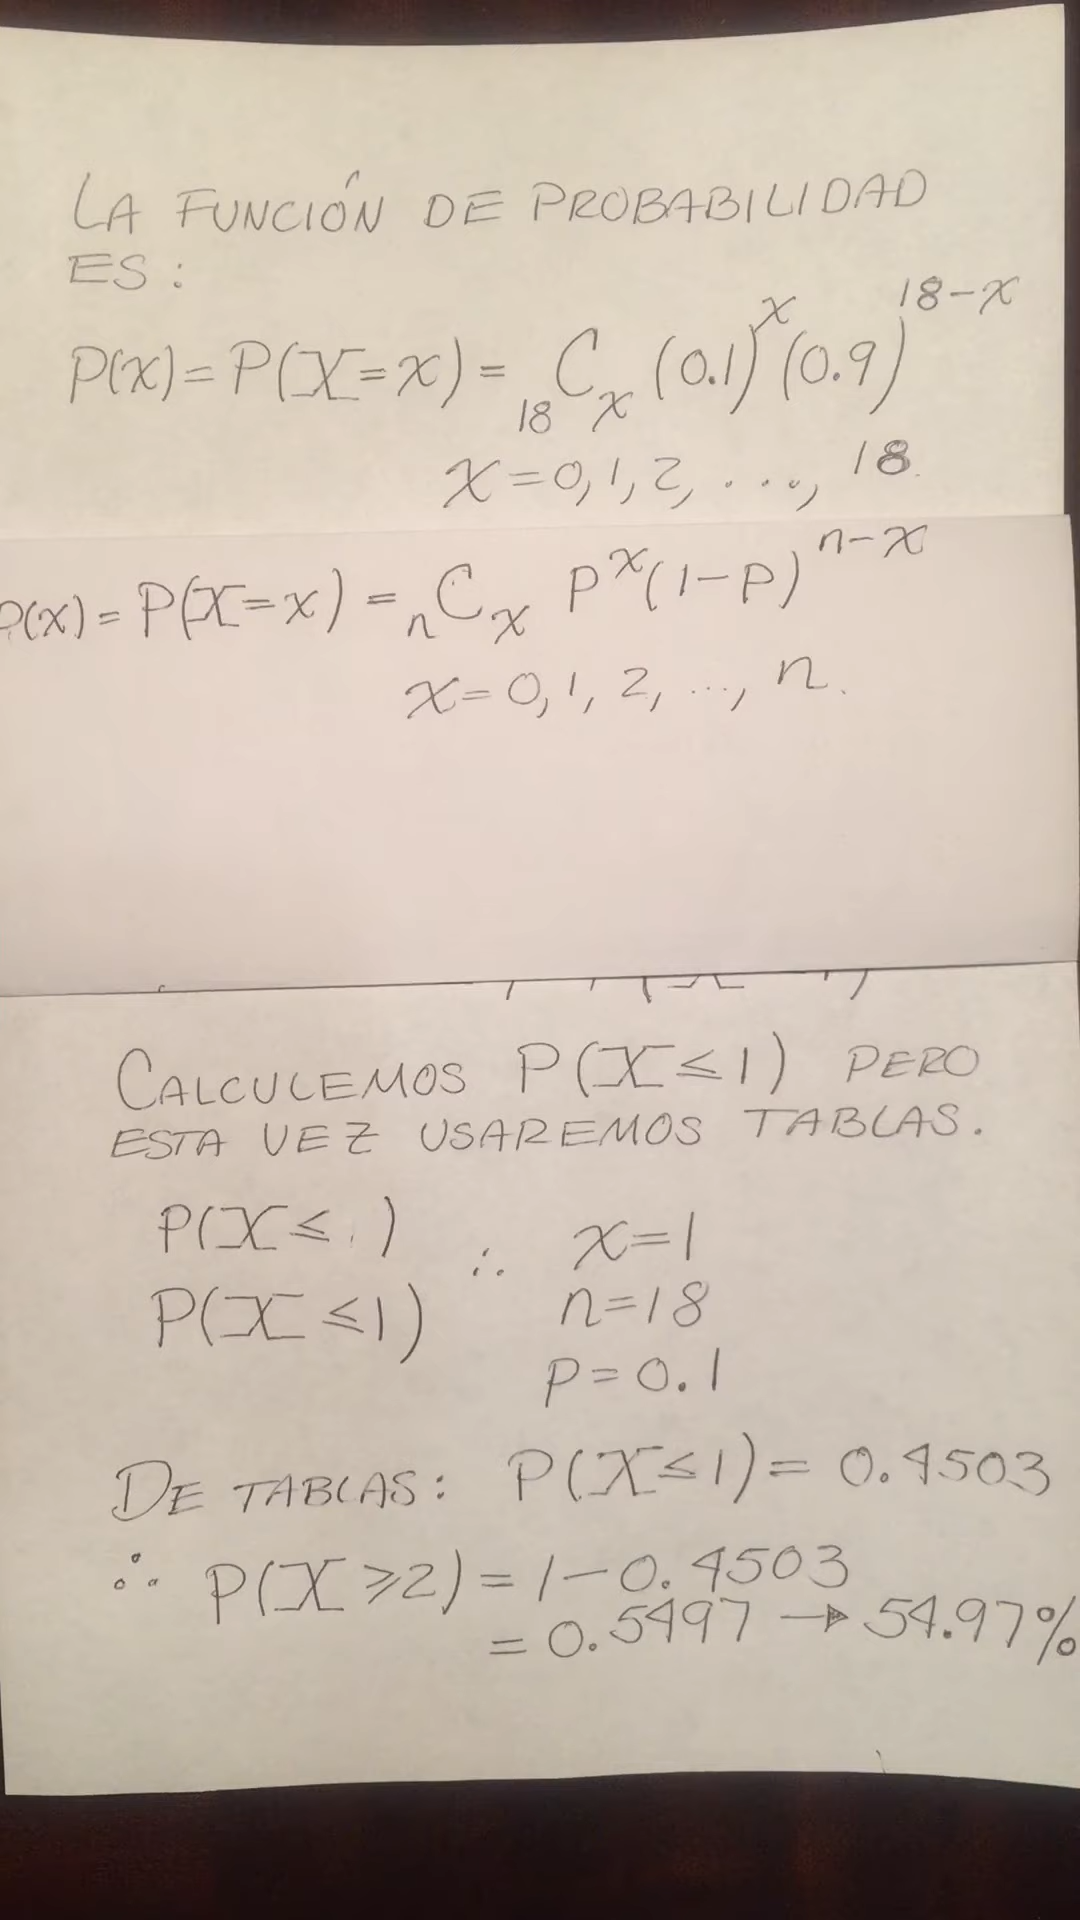 LA FUNCIÓN DE PROBABILIDAD
ES:
P(x) = P(X=x) = ₁₈Cₓ (0.1)ˣ (0.9)¹⁸⁻ˣ
x = 0, 1, 2, ..., 18.
P(x) = P(X=x) = ₙCₓ pˣ (1-p)ⁿ⁻ˣ
x = 0, 1, 2, ..., n.
CALCULEMOS P(X≤1) PERO
ESTA VEZ USAREMOS TABLAS.
P(X≤ ) ∴ x=1
P(X≤1) n=18
p=0.1
DE TABLAS: P(X≤1) = 0.4503
∴ P(X≥2) = 1-0.4503
= 0.5497 → 54.97%